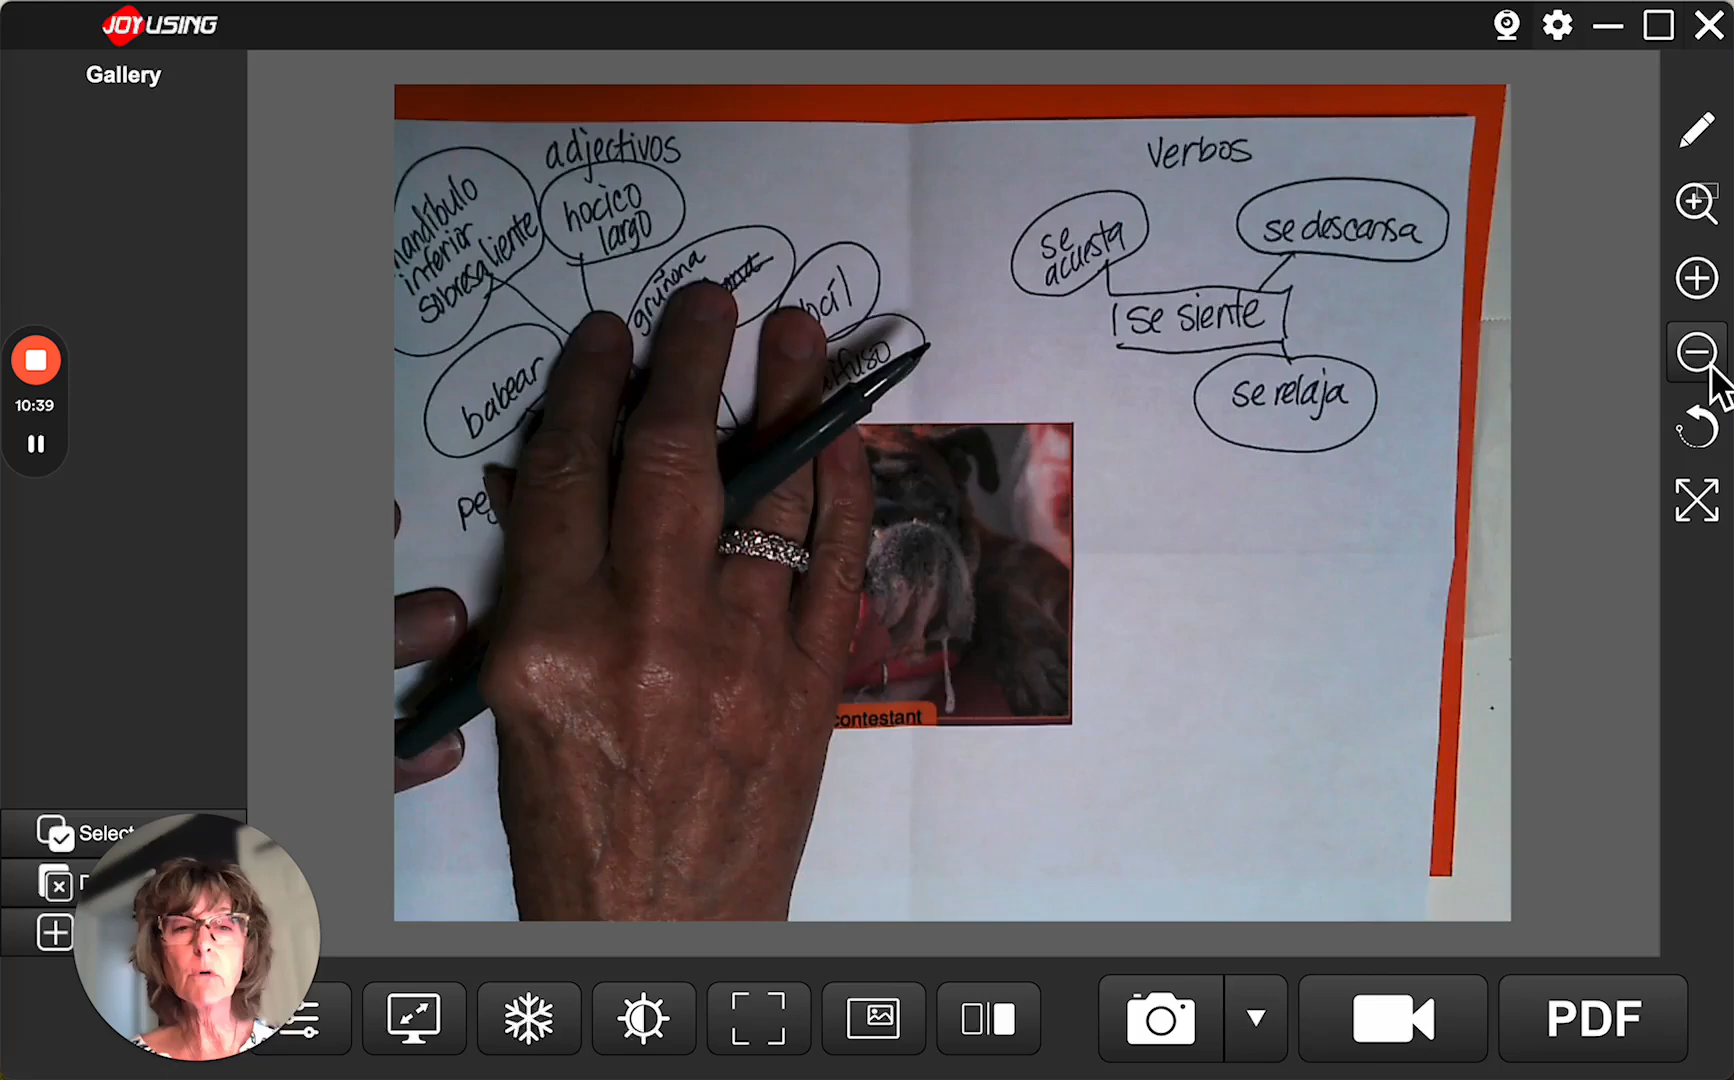 JOYUSING
Gallery
adjectivos
verbos
mandíbulo
inferior
sobresaliente
hocico
largo
gruñona
docíl
babear
se
acuesta
se descansa
se siente
se relaja
contestant
10:39
Select
PDF